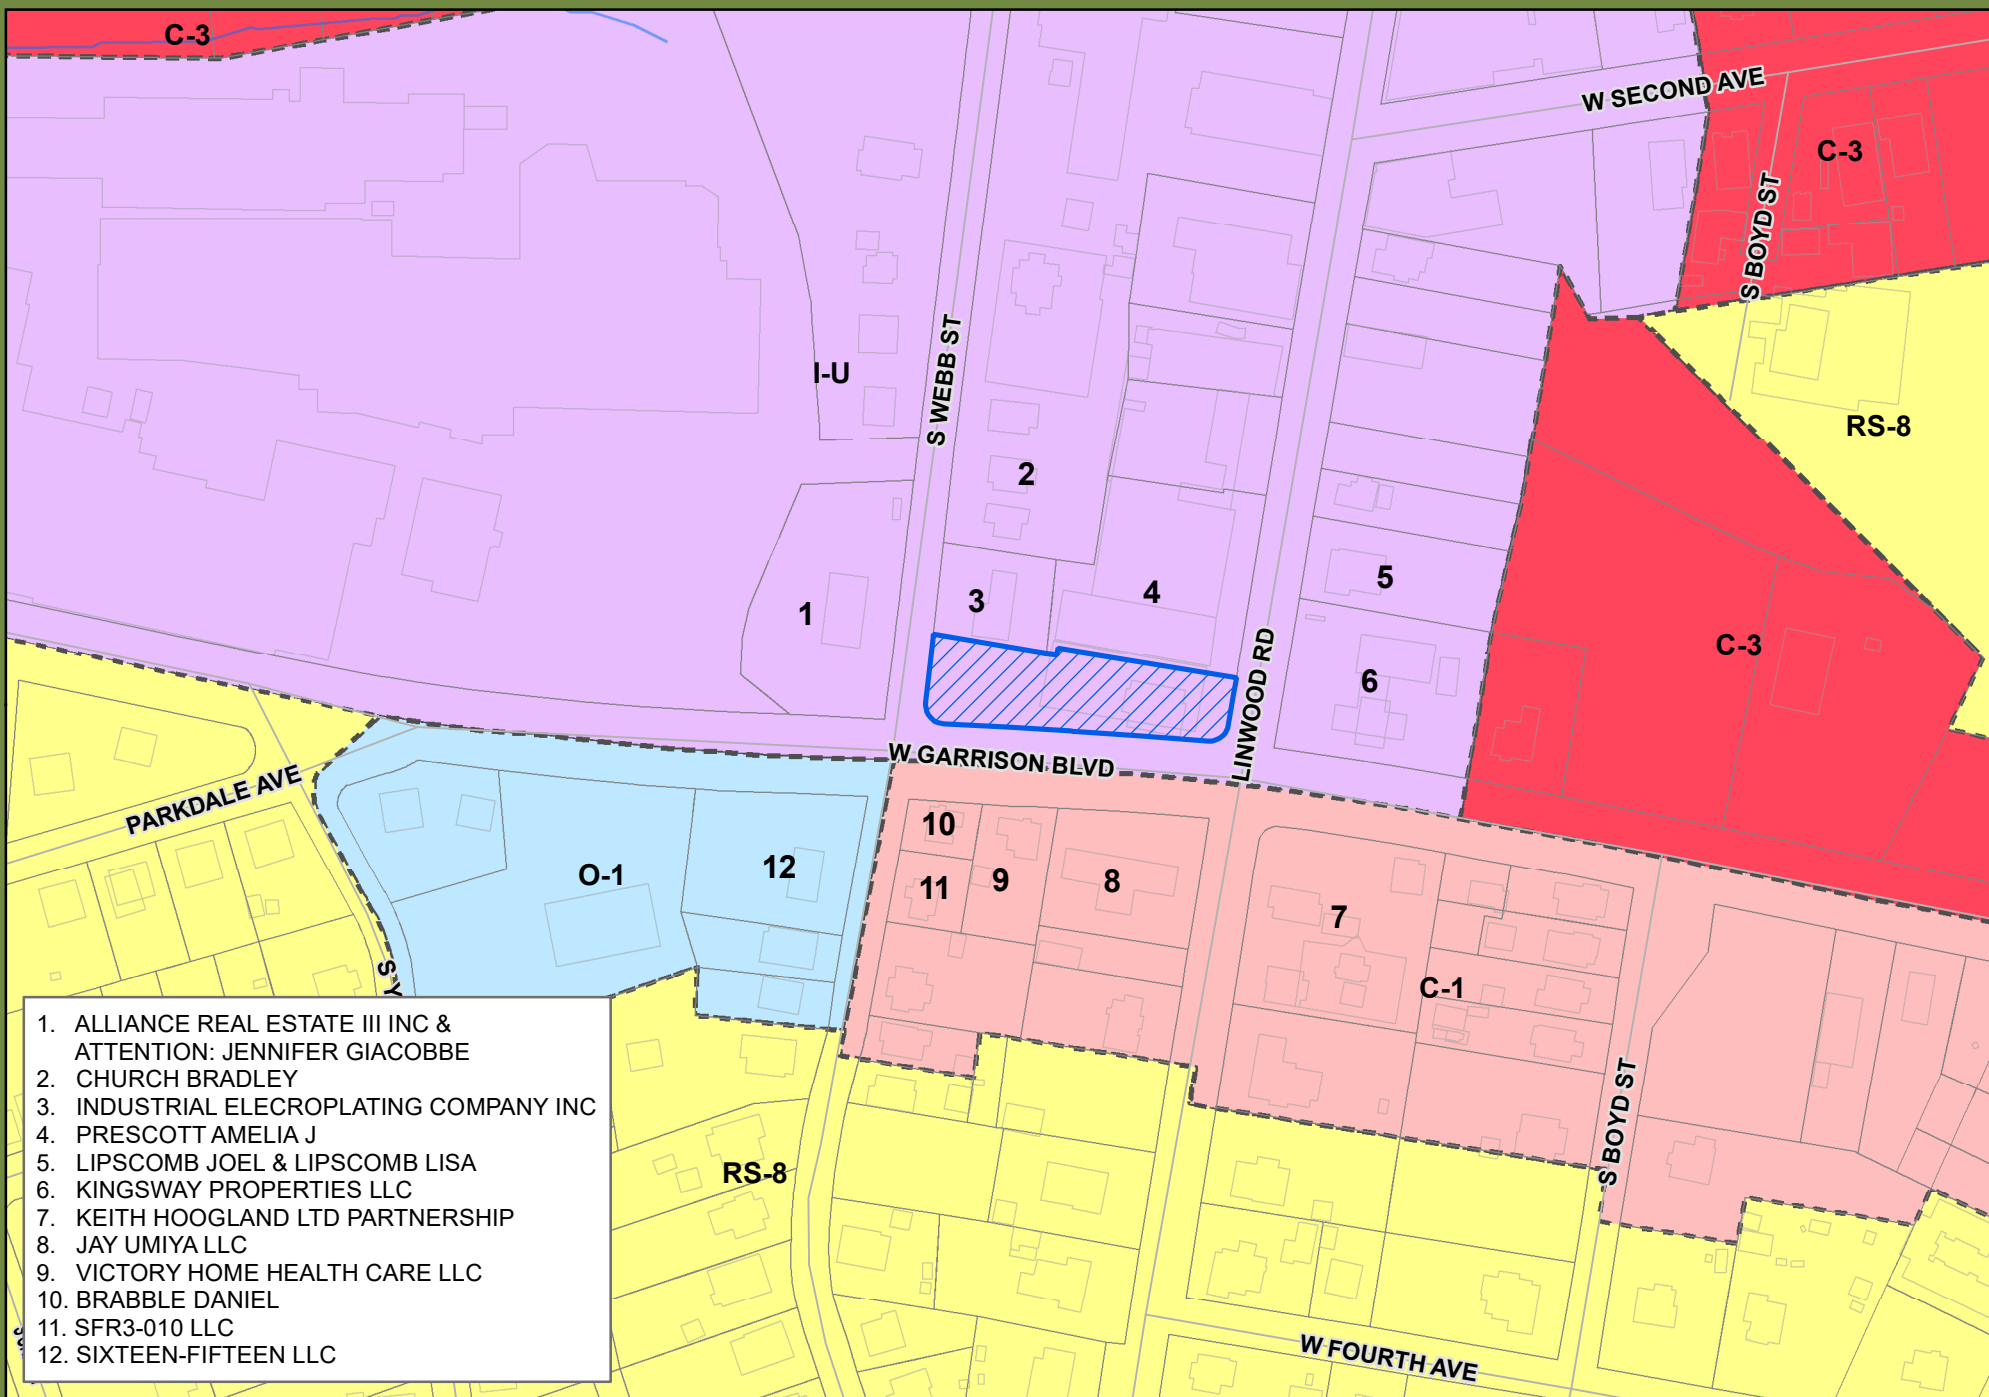 C-3
W SECOND AVE
C-3
S BOYD ST
I-U
S WEBB ST
RS-8
2
5
3
4
1
C-3
LINWOOD RD
6
W GARRISON BLVD
PARKDALE AVE
10
12
O-1
11
9
8
7
S Y
C-1
S BOYD ST
RS-8
W FOURTH AVE
1. ALLIANCE REAL ESTATE III INC &
ATTENTION: JENNIFER GIACOBBE
2. CHURCH BRADLEY
3. INDUSTRIAL ELECROPLATING COMPANY INC
4. PRESCOTT AMELIA J
5. LIPSCOMB JOEL & LIPSCOMB LISA
6. KINGSWAY PROPERTIES LLC
7. KEITH HOOGLAND LTD PARTNERSHIP
8. JAY UMIYA LLC
9. VICTORY HOME HEALTH CARE LLC
10. BRABBLE DANIEL
11. SFR3-010 LLC
12. SIXTEEN-FIFTEEN LLC